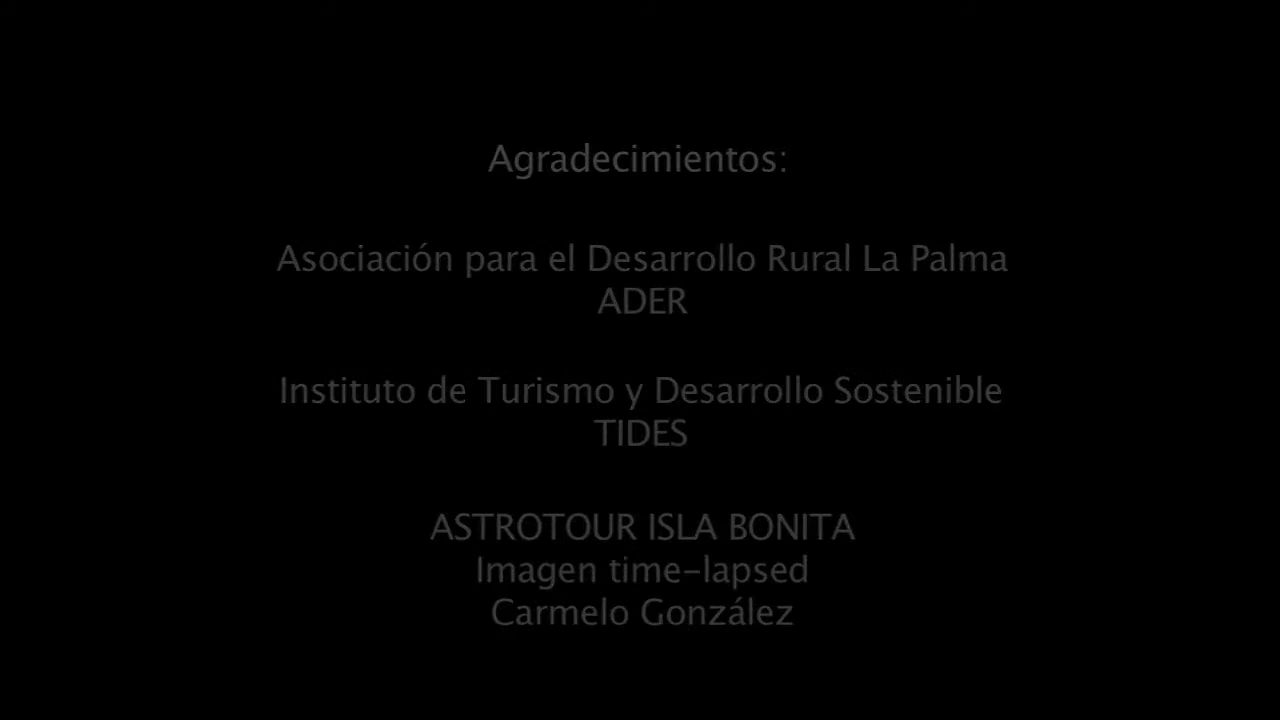 Agradecimientos:
Asociación para el Desarrollo Rural La Palma
ADER
Instituto de Turismo y Desarrollo Sostenible
TIDES
ASTROTOUR ISLA BONITA
Imagen time-lapsed
Carmelo González